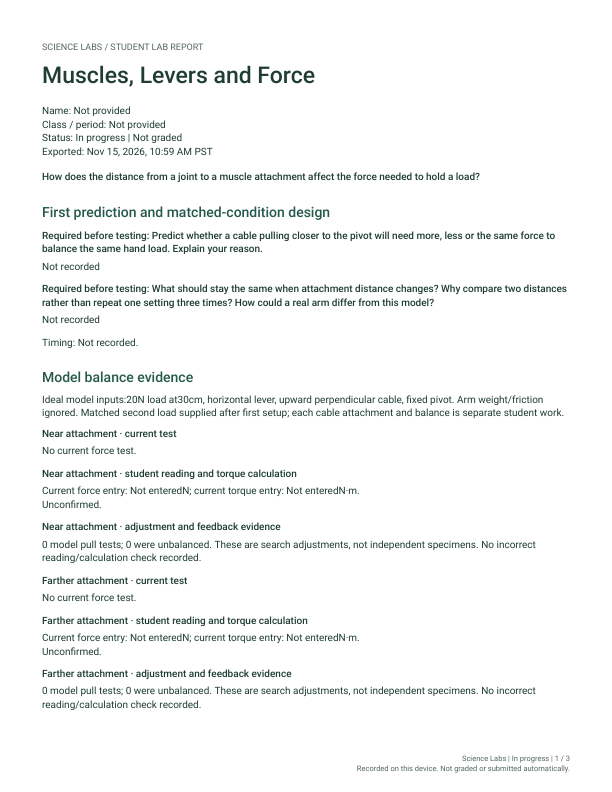 SCIENCE LABS / STUDENT LAB REPORT
Muscles, Levers and Force
Name: Not provided
Class / period: Not provided
Status: In progress | Not graded
Exported: Nov 15, 2026, 10:59 AM PST
How does the distance from a joint to a muscle attachment affect the force needed to hold a load?
First prediction and matched-condition design
Required before testing: Predict whether a cable pulling closer to the pivot will need more, less or the same force to
balance the same hand load. Explain your reason.
Not recorded
Required before testing: What should stay the same when attachment distance changes? Why compare two distances
rather than repeat one setting three times? How could a real arm differ from this model?
Not recorded
Timing: Not recorded.
Model balance evidence
Ideal model inputs:20N load at30cm, horizontal lever, upward perpendicular cable, fixed pivot. Arm weight/friction
ignored. Matched second load supplied after first setup; each cable attachment and balance is separate student work.
Near attachment · current test
No current force test.
Near attachment · student reading and torque calculation
Current force entry: Not enteredN; current torque entry: Not enteredN·m.
Unconfirmed.
Near attachment · adjustment and feedback evidence
0 model pull tests; 0 were unbalanced. These are search adjustments, not independent specimens. No incorrect
reading/calculation check recorded.
Farther attachment · current test
No current force test.
Farther attachment · student reading and torque calculation
Current force entry: Not enteredN; current torque entry: Not enteredN·m.
Unconfirmed.
Farther attachment · adjustment and feedback evidence
0 model pull tests; 0 were unbalanced. These are search adjustments, not independent specimens. No incorrect
reading/calculation check recorded.
Science Labs | In progress | 1 / 3
Recorded on this device. Not graded or submitted automatically.